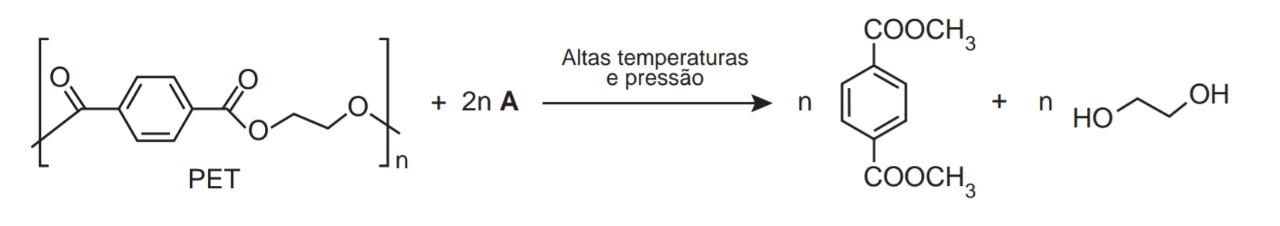 COOCH3
O
O
Altas temperaturas
e pressão
O
+ 2n A
n
+ n
HO
OH
O
n
PET
COOCH3